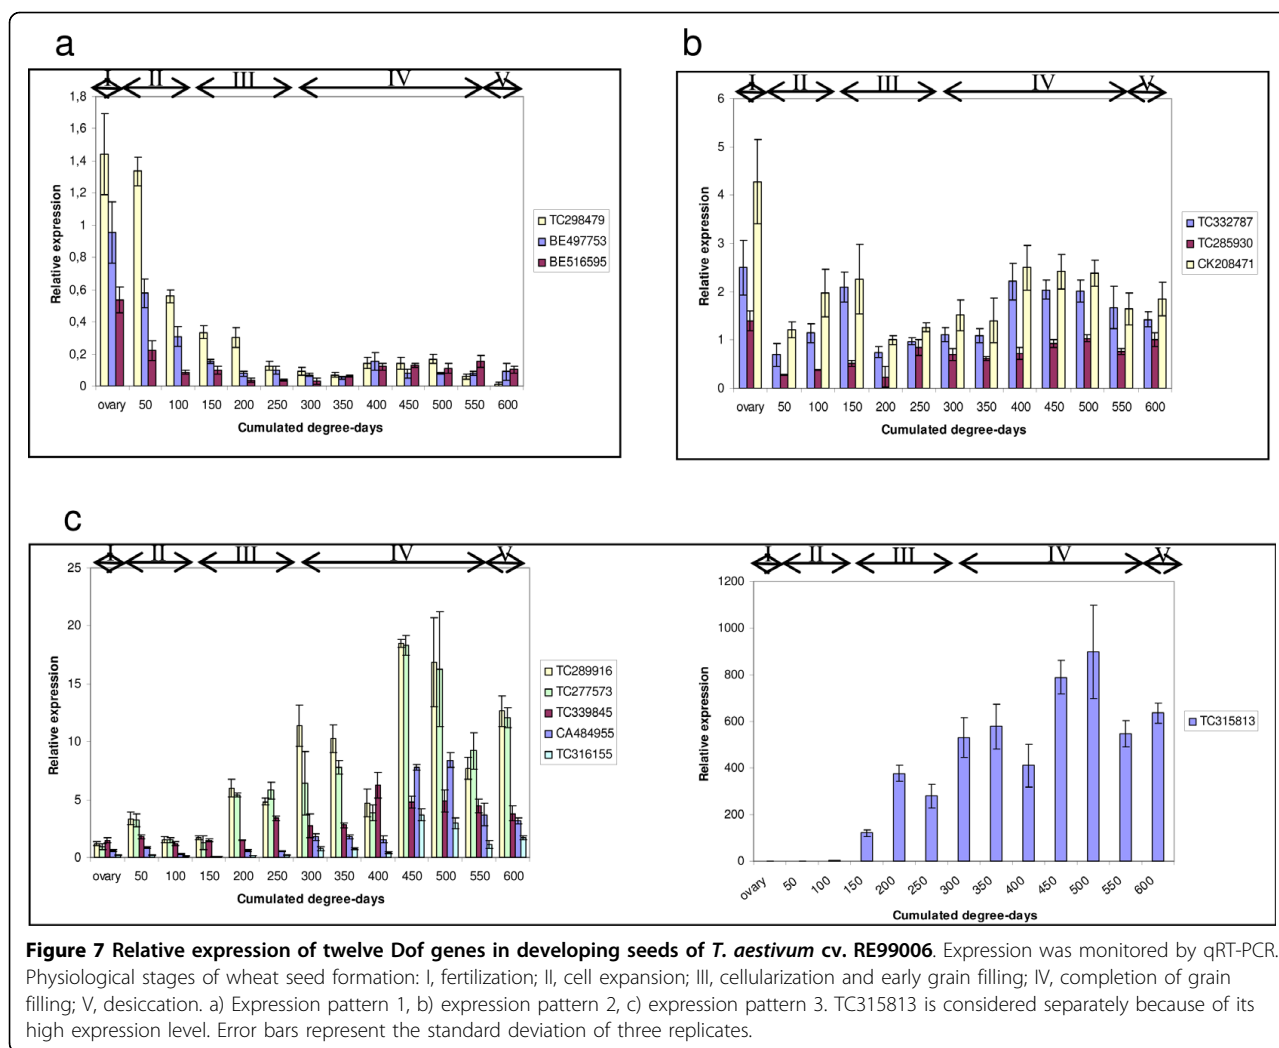 a
I II III IV V
1,8
1,6
1,4
1,2
1
0,8
0,6
0,4
0,2
0
Relative expression
ovary 50 100 150 200 250 300 350 400 450 500 550 600
Cumulated degree-days
TC298479
BE497753
BE516595
b
I II III IV V
6
5
4
3
2
1
0
Relative expression
ovary 50 100 150 200 250 300 350 400 450 500 550 600
Cumulated degree-days
TC332787
TC285930
CK208471
c
I II III IV V
25
20
15
10
5
0
Relative expression
ovary 50 100 150 200 250 300 350 400 450 500 550 600
Cumulated degree-days
TC289916
TC277573
TC339845
CA484955
TC316155
I II III IV V
1200
1000
800
600
400
200
0
Relative expression
ovary 50 100 150 200 250 300 350 400 450 500 550 600
Cumulated degree-days
TC315813
Figure 7 Relative expression of twelve Dof genes in developing seeds of T. aestivum cv. RE99006. Expression was monitored by qRT-PCR.
Physiological stages of wheat seed formation: I, fertilization; II, cell expansion; III, cellularization and early grain filling; IV, completion of grain
filling; V, desiccation. a) Expression pattern 1, b) expression pattern 2, c) expression pattern 3. TC315813 is considered separately because of its
high expression level. Error bars represent the standard deviation of three replicates.